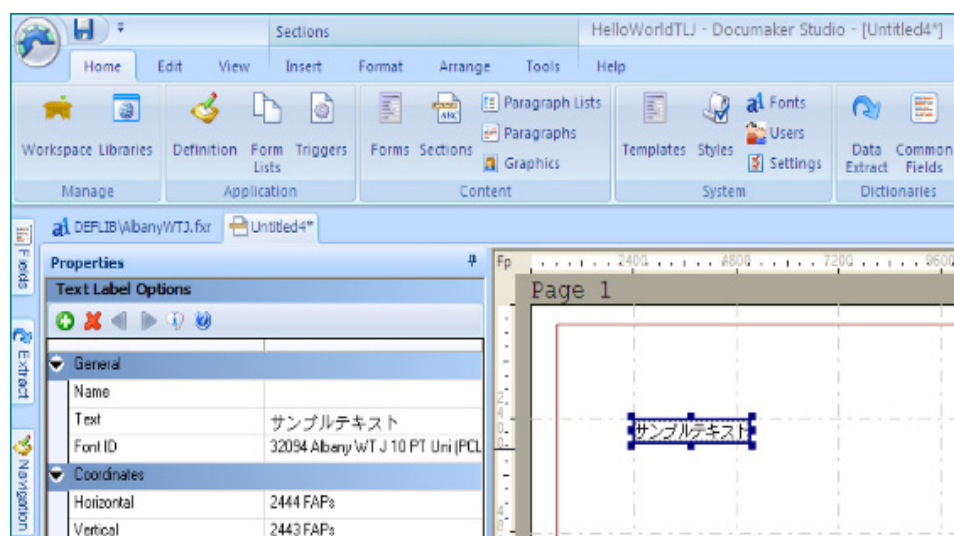 Sections
HelloWorldTLJ - Documaker Studio - [Untitled4*]
Home Edit View Insert Format Arrange Tools Help
Workspace Libraries
Manage
Definition Form Lists Triggers
Application
Forms Sections
Paragraph Lists
Paragraphs
Graphics
Content
Templates Styles
Fonts
Users
Settings
System
Data Extract Common Fields
Dictionaries
DEFLIB\AlbanyWTJ.fxr Untitled4*
Fields
Extract
Navigation
Properties
Text Label Options
General
Name
Text サンプルテキスト
Font ID 32094 Albany WT J 10 PT Uni (PCL
Coordinates
Horizontal 2444 FAPs
Vertical 2443 FAPs
Fp 2400 4800 7200 9600
Page 1
サンプルテキスト